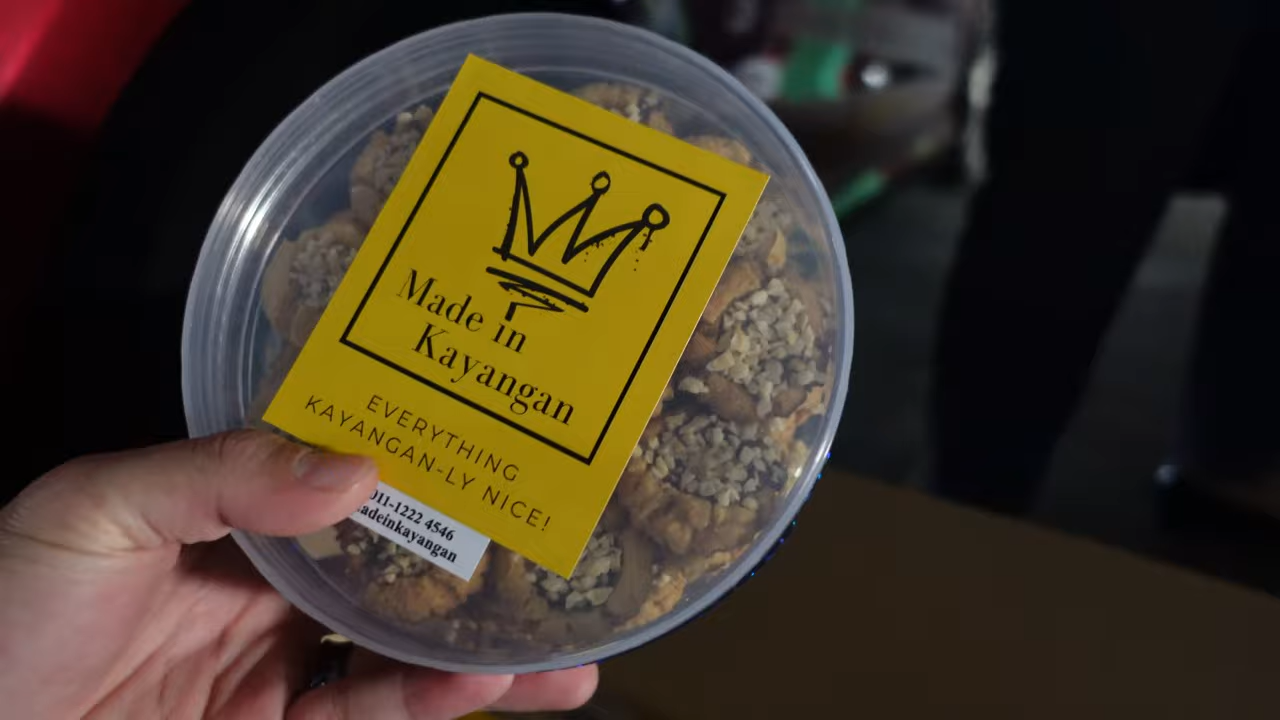 Made in
Kayangan
EVERYTHING
KAYANGAN-LY NICE!
011-1222 4546
adeinkayangan